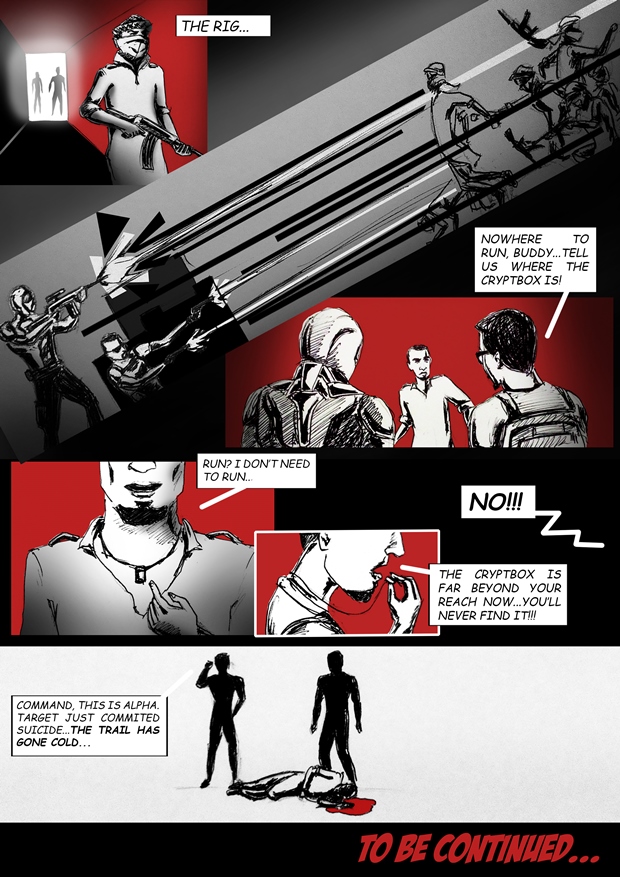 THE RIG...
NOWHERE TO
RUN, BUDDY...TELL
US WHERE THE
CRYPTBOX IS!
RUN? I DON'T NEED
TO RUN...
NO!!!
THE CRYPTBOX IS
FAR BEYOND YOUR
REACH NOW...YOU'LL
NEVER FIND IT!!!
COMMAND, THIS IS ALPHA.
TARGET JUST COMMITED
SUICIDE...THE TRAIL HAS
GONE COLD...
TO BE CONTINUED...